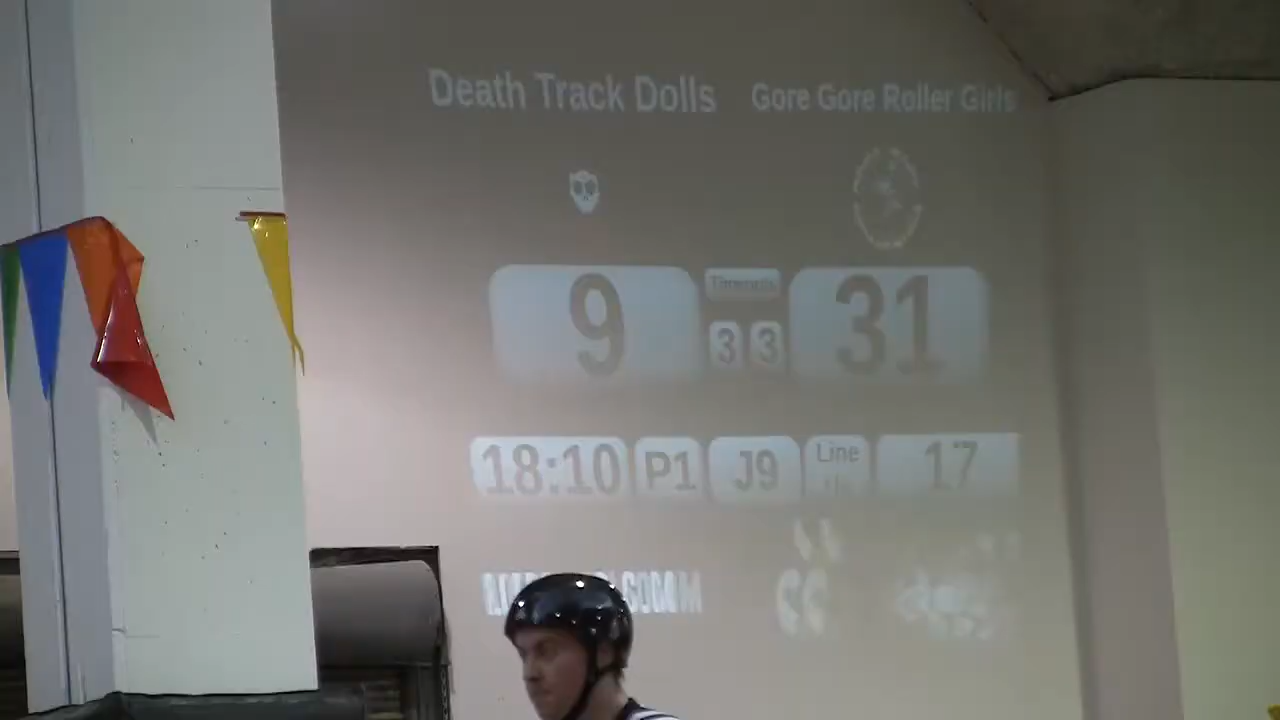 Death Track Dolls Gore Gore Roller Girls
9 Timeouts 31
3 3
18:10 P1 J9 Line 17